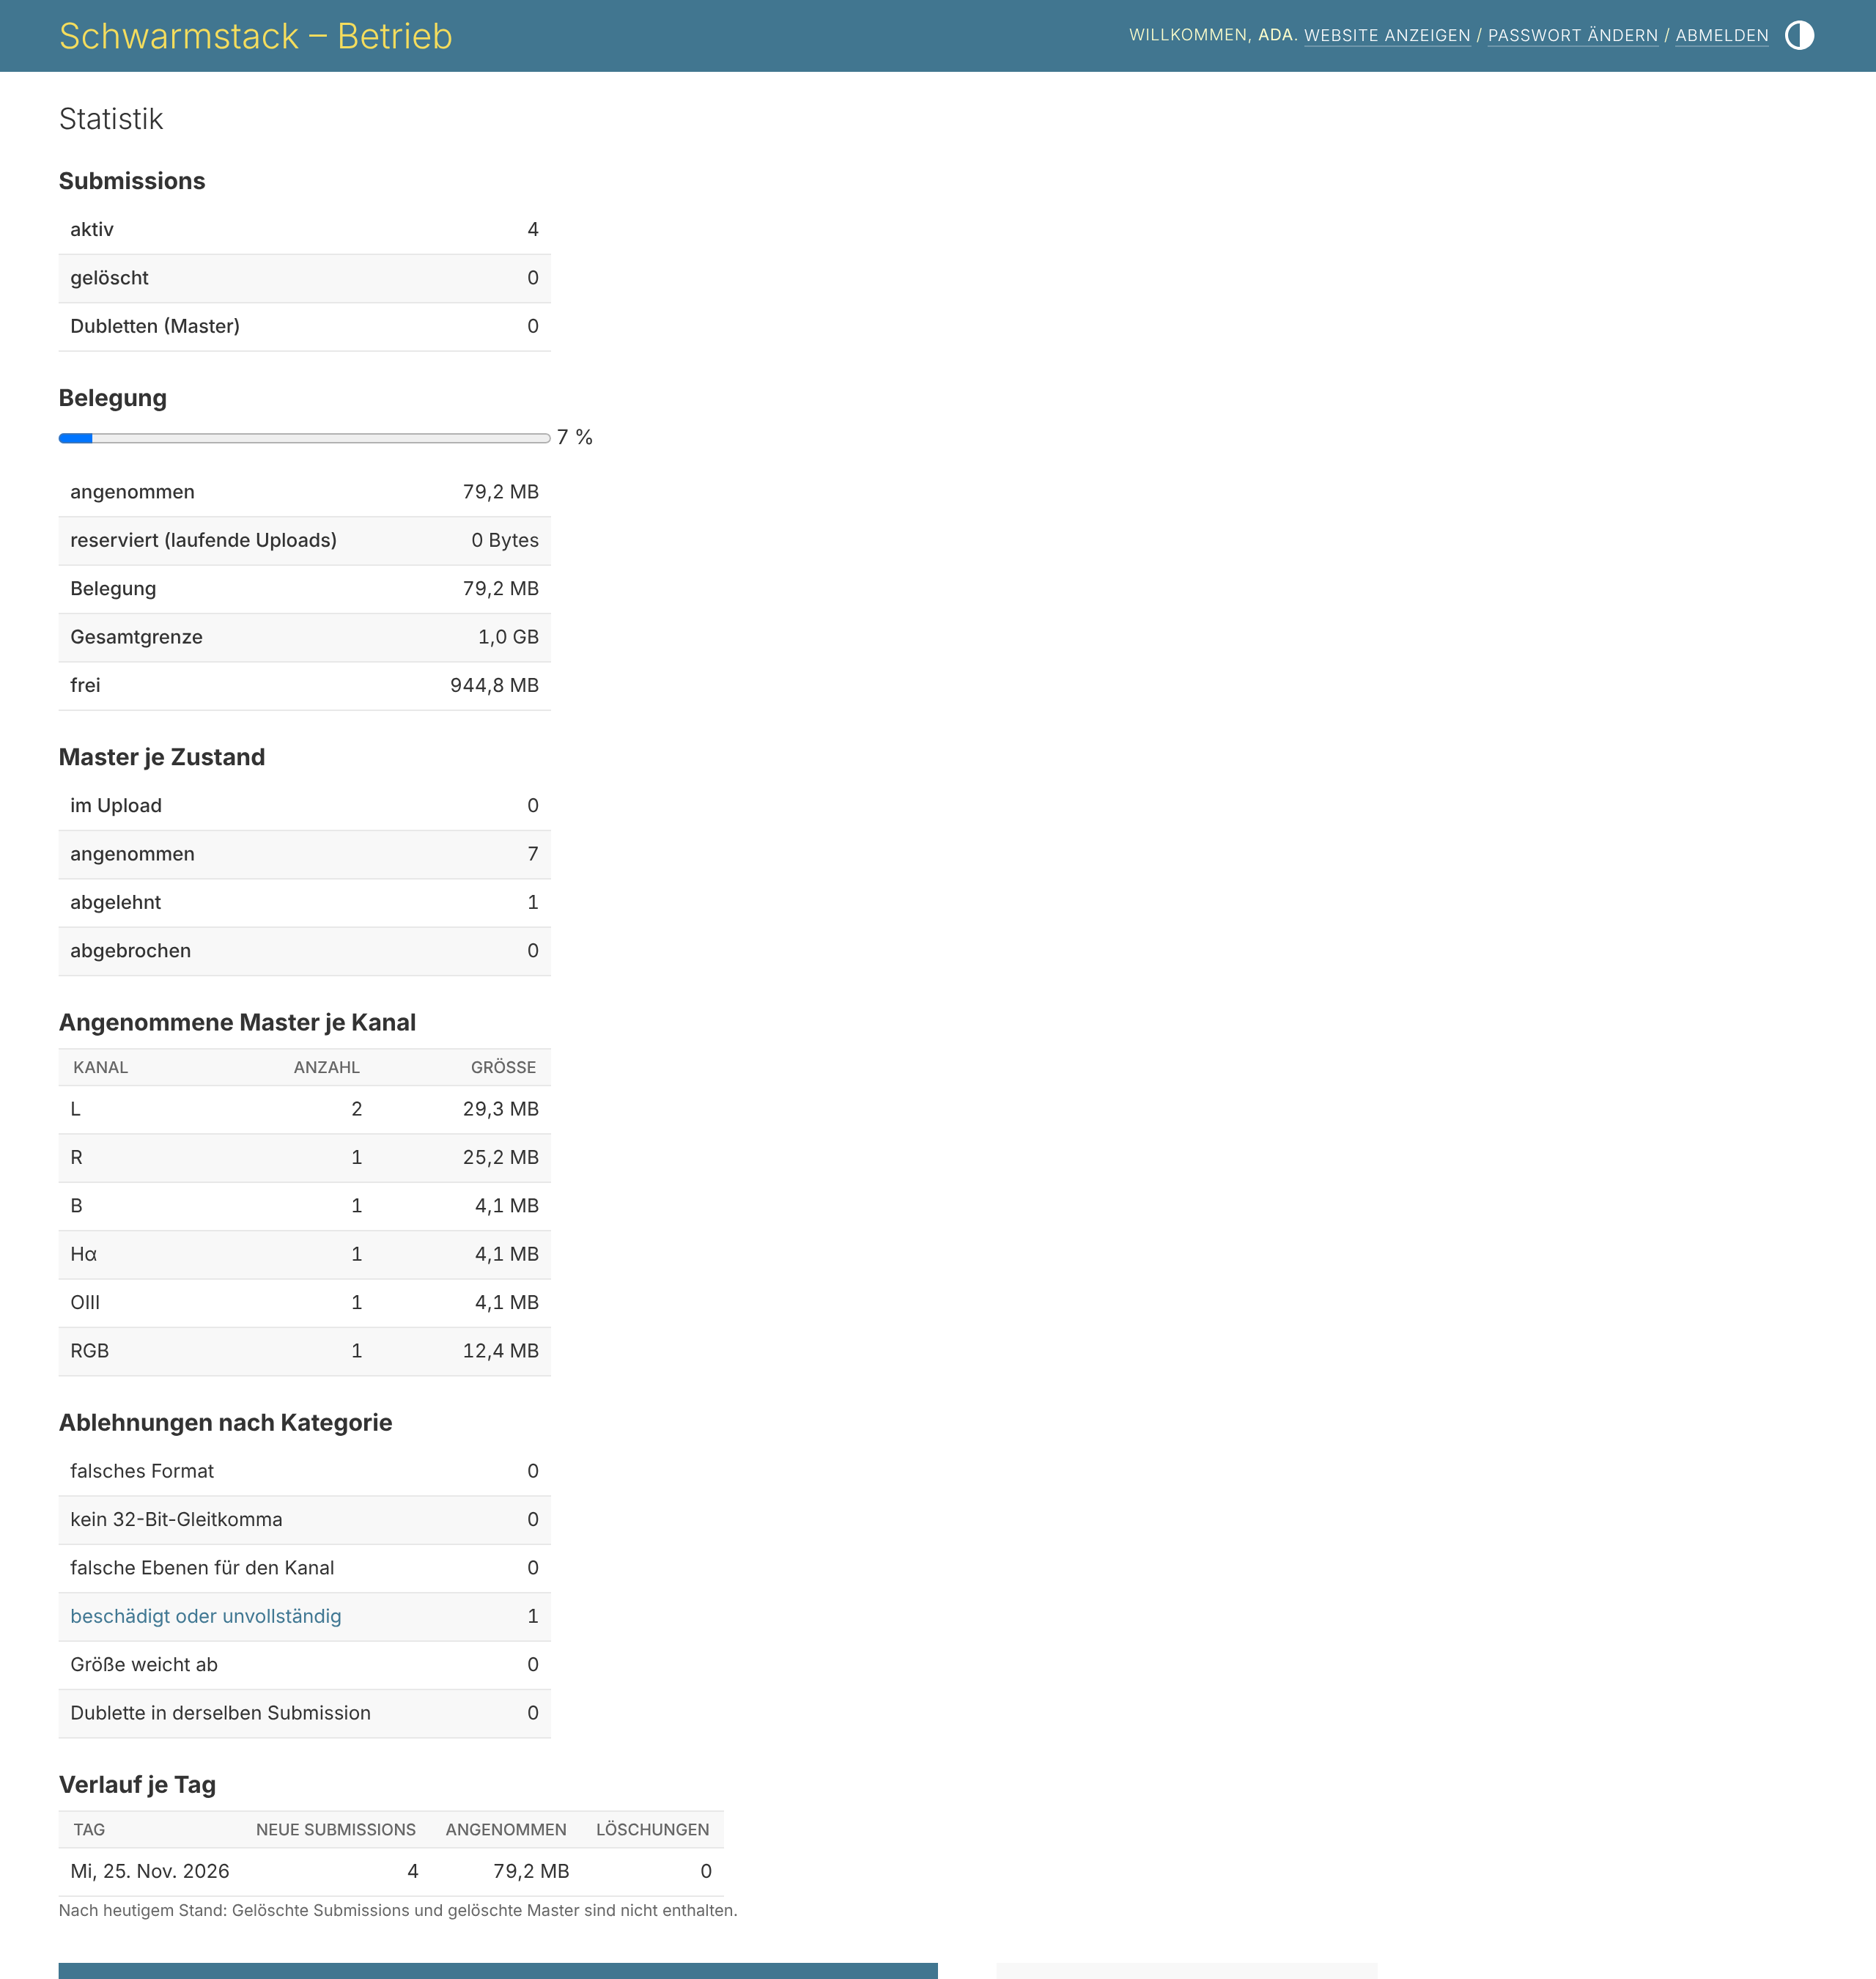 Schwarmstack – Betrieb
WILLKOMMEN, ADA. WEBSITE ANZEIGEN / PASSWORT ÄNDERN / ABMELDEN
Statistik
Submissions
aktiv 4
gelöscht 0
Dubletten (Master) 0
Belegung
7 %
angenommen 79,2 MB
reserviert (laufende Uploads) 0 Bytes
Belegung 79,2 MB
Gesamtgrenze 1,0 GB
frei 944,8 MB
Master je Zustand
im Upload 0
angenommen 7
abgelehnt 1
abgebrochen 0
Angenommene Master je Kanal
KANAL ANZAHL GRÖSSE
L 2 29,3 MB
R 1 25,2 MB
B 1 4,1 MB
Hα 1 4,1 MB
OIII 1 4,1 MB
RGB 1 12,4 MB
Ablehnungen nach Kategorie
falsches Format 0
kein 32-Bit-Gleitkomma 0
falsche Ebenen für den Kanal 0
beschädigt oder unvollständig 1
Größe weicht ab 0
Dublette in derselben Submission 0
Verlauf je Tag
TAG NEUE SUBMISSIONS ANGENOMMEN LÖSCHUNGEN
Mi, 25. Nov. 2026 4 79,2 MB 0
Nach heutigem Stand: Gelöschte Submissions und gelöschte Master sind nicht enthalten.